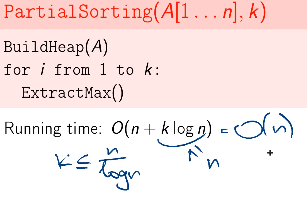 PartialSorting(A[1 . . . n], k)
BuildHeap(A)
for i from 1 to k:
ExtractMax()
Running time: O(n + k log n) = O(n)
k ≤ n/log n
n